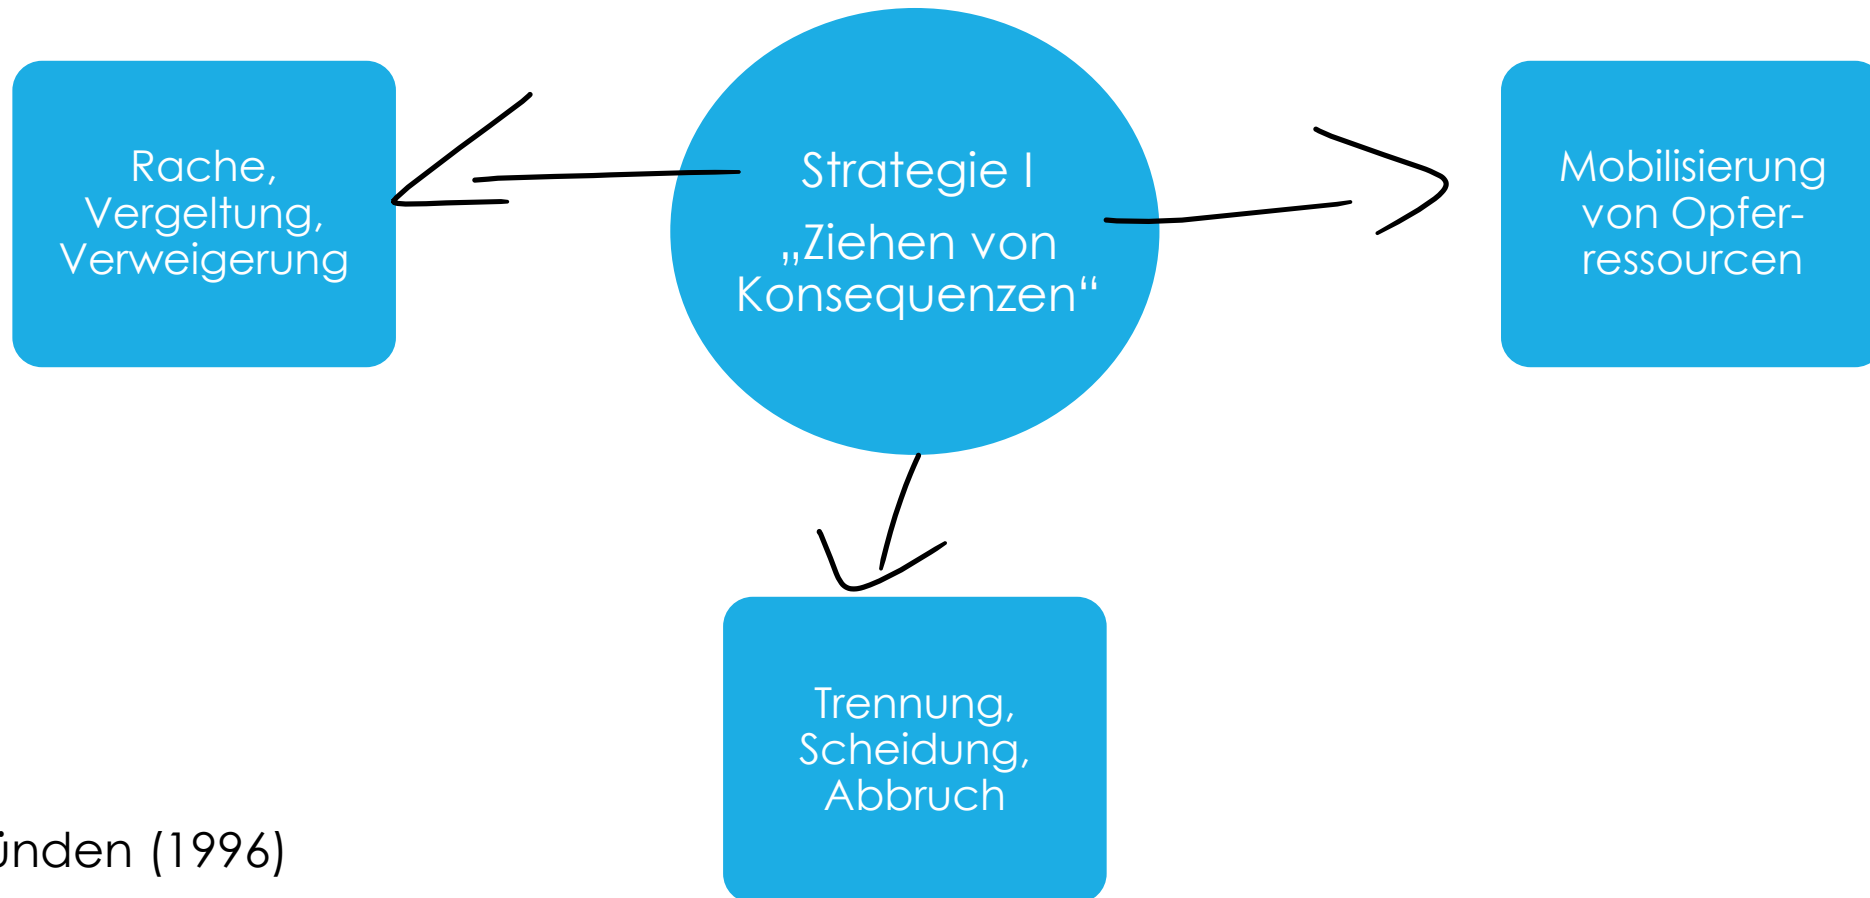 Rache,
Vergeltung,
Verweigerung
Strategie I
„Ziehen von
Konsequenzen“
Mobilisierung
von Opfer-
ressourcen
Trennung,
Scheidung,
Abbruch
(1996)